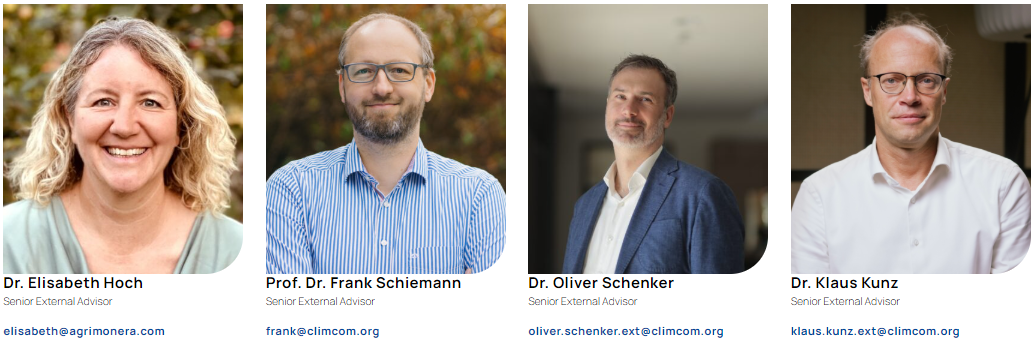 Dr. Elisabeth Hoch
Senior External Advisor
elisabeth@agrimonera.com
Prof. Dr. Frank Schiemann
Senior External Advisor
frank@climcom.org
Dr. Oliver Schenker
Senior External Advisor
oliver.schenker.ext@climcom.org
Dr. Klaus Kunz
Senior External Advisor
klaus.kunz.ext@climcom.org